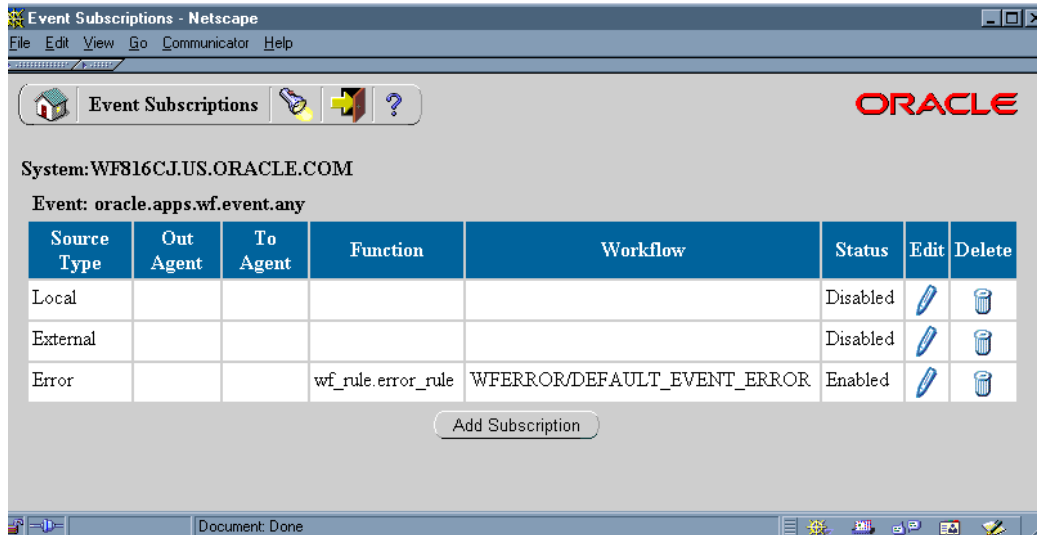 Event Subscriptions - Netscape
File Edit View Go Communicator Help
Event Subscriptions ?
ORACLE
System:WF816CJ.US.ORACLE.COM
Event: oracle.apps.wf.event.any
Source Type Out Agent To Agent Function Workflow Status Edit Delete
Local Disabled
External Disabled
Error wf_rule.error_rule WFERROR/DEFAULT_EVENT_ERROR Enabled
Add Subscription
Document: Done